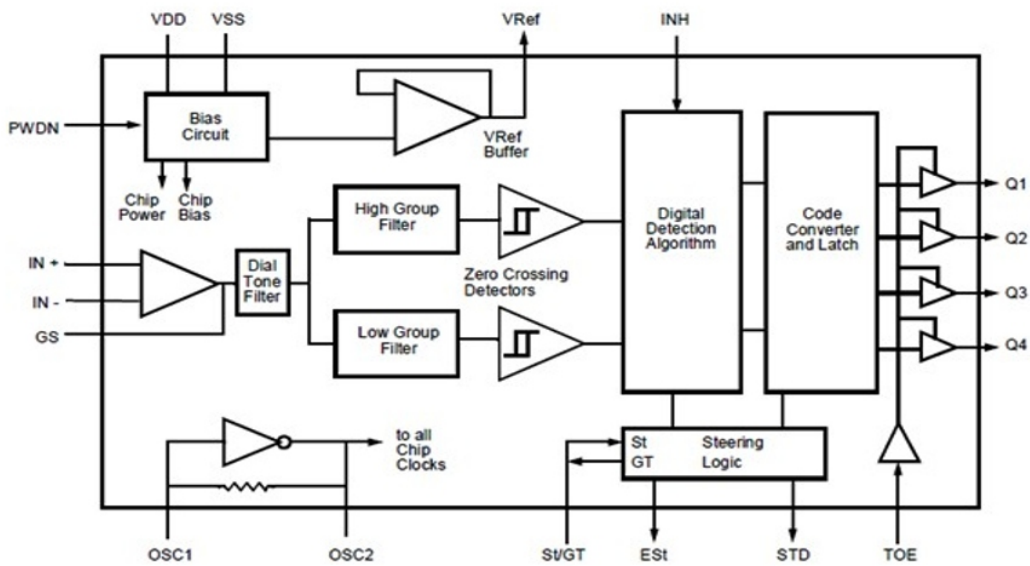 VDD VSS VRef INH
PWDN
Bias
Circuit
VRef
Buffer
Chip
Power
Chip
Bias
High Group
Filter
Digital
Detection
Algorithm
Code
Converter
and Latch
Q1
Q2
Q3
Q4
IN +
IN -
GS
Dial
Tone
Filter
Zero Crossing
Detectors
Low Group
Filter
to all
Chip
Clocks
St Steering
GT Logic
OSC1 OSC2 St/GT ESt STD TOE